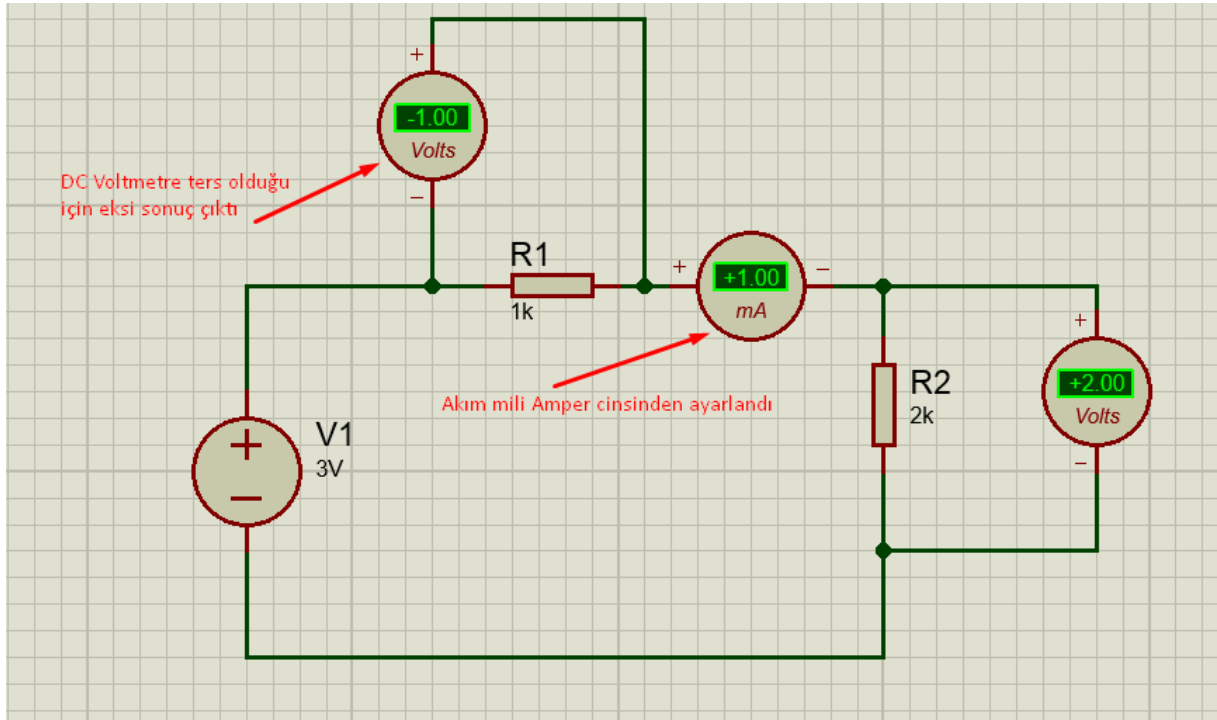 +
-1.00
Volts
−
DC Voltmetre ters olduğu
için eksi sonuç çıktı
R1
1k
+
+1.00
mA
−
Akım mili Amper cinsinden ayarlandı
+
+2.00
Volts
−
R2
2k
V1
3V
+
−